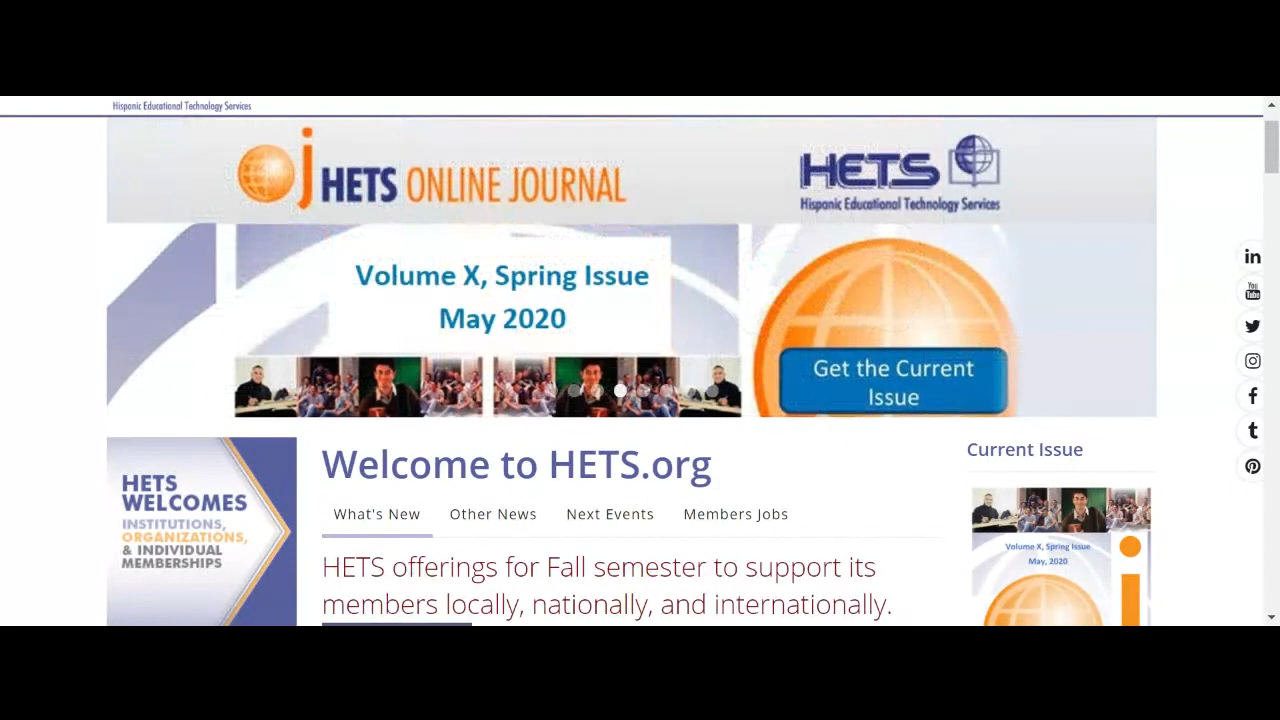 Hispanic Educational Technology Services
j HETS ONLINE JOURNAL
HETS
Hispanic Educational Technology Services
Volume X, Spring Issue
May 2020
Get the Current
Issue
in
You
Tube
f
t
HETS
WELCOMES
INSTITUTIONS,
ORGANIZATIONS,
& INDIVIDUAL
MEMBERSHIPS
Welcome to HETS.org
What's New Other News Next Events Members Jobs
HETS offerings for Fall semester to support its
members locally, nationally, and internationally.
Current Issue
Volume X, Spring Issue
May, 2020